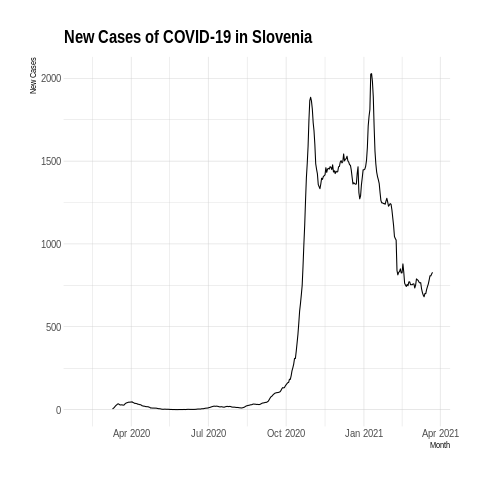 New Cases of COVID-19 in Slovenia
New Cases
2000
1500
1000
500
0
Apr 2020 Jul 2020 Oct 2020 Jan 2021 Apr 2021
Month